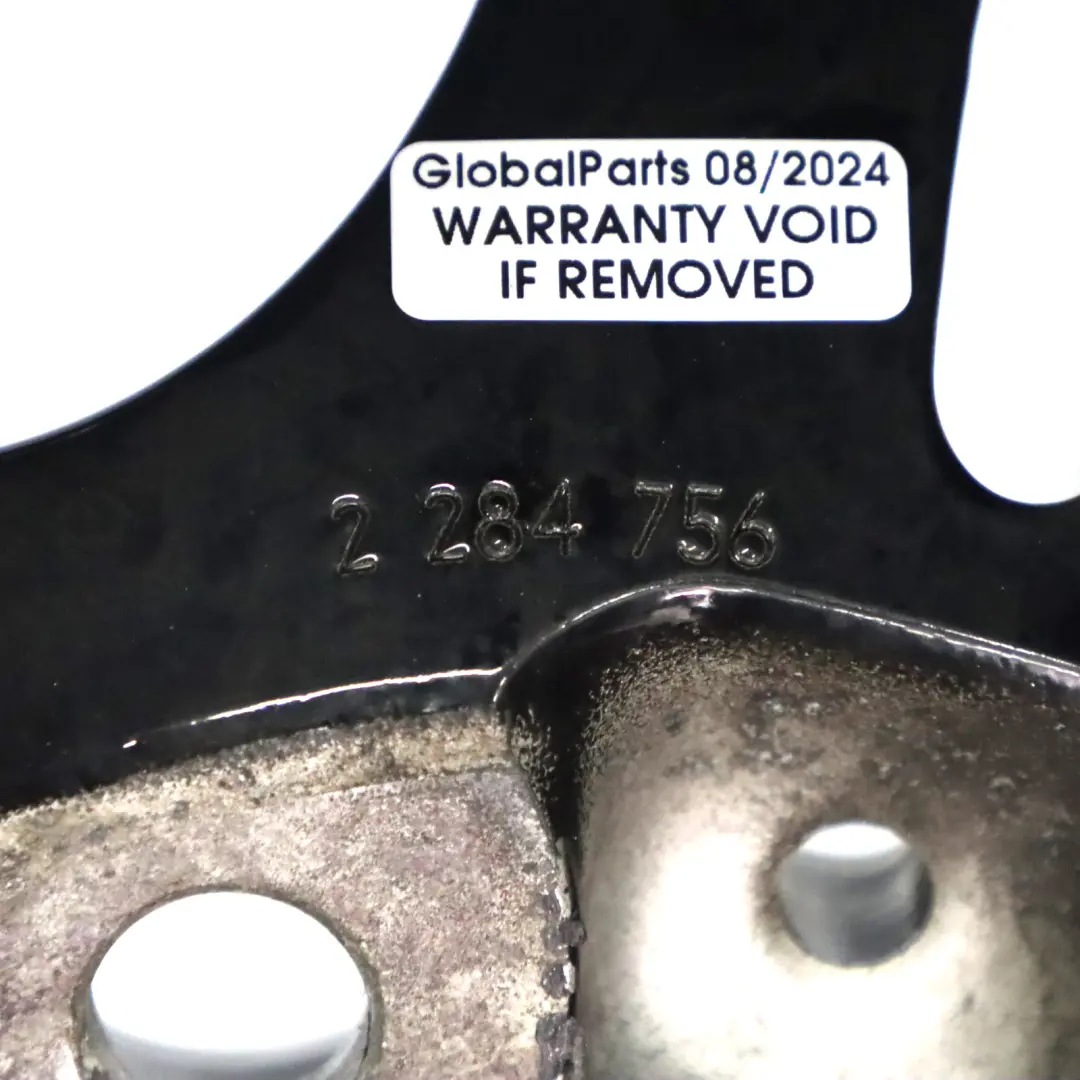 GlobalParts 08/2024
WARRANTY VOID
IF REMOVED
2 284 756